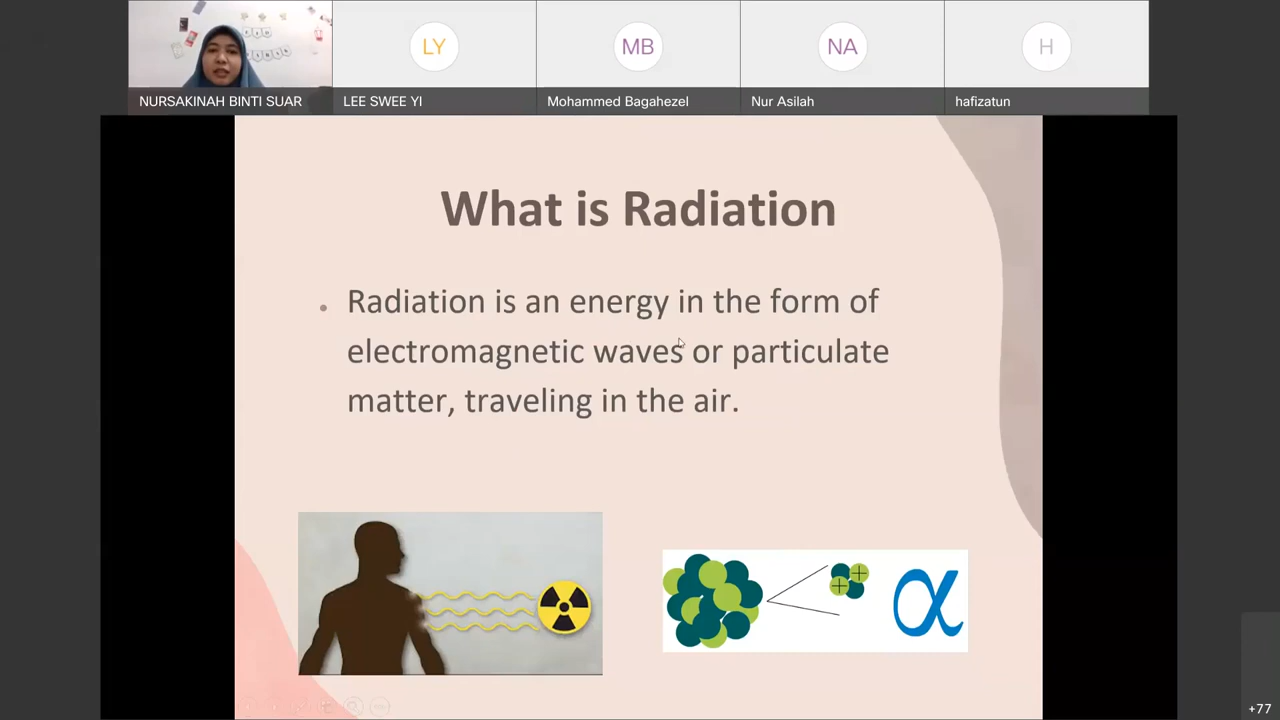 LY
MB
NA
H
NURSAKINAH BINTI SUAR
LEE SWEE YI
Mohammed Bagahezel
Nur Asilah
hafizatun
What is Radiation
• Radiation is an energy in the form of
electromagnetic waves or particulate
matter, traveling in the air.
α
+77